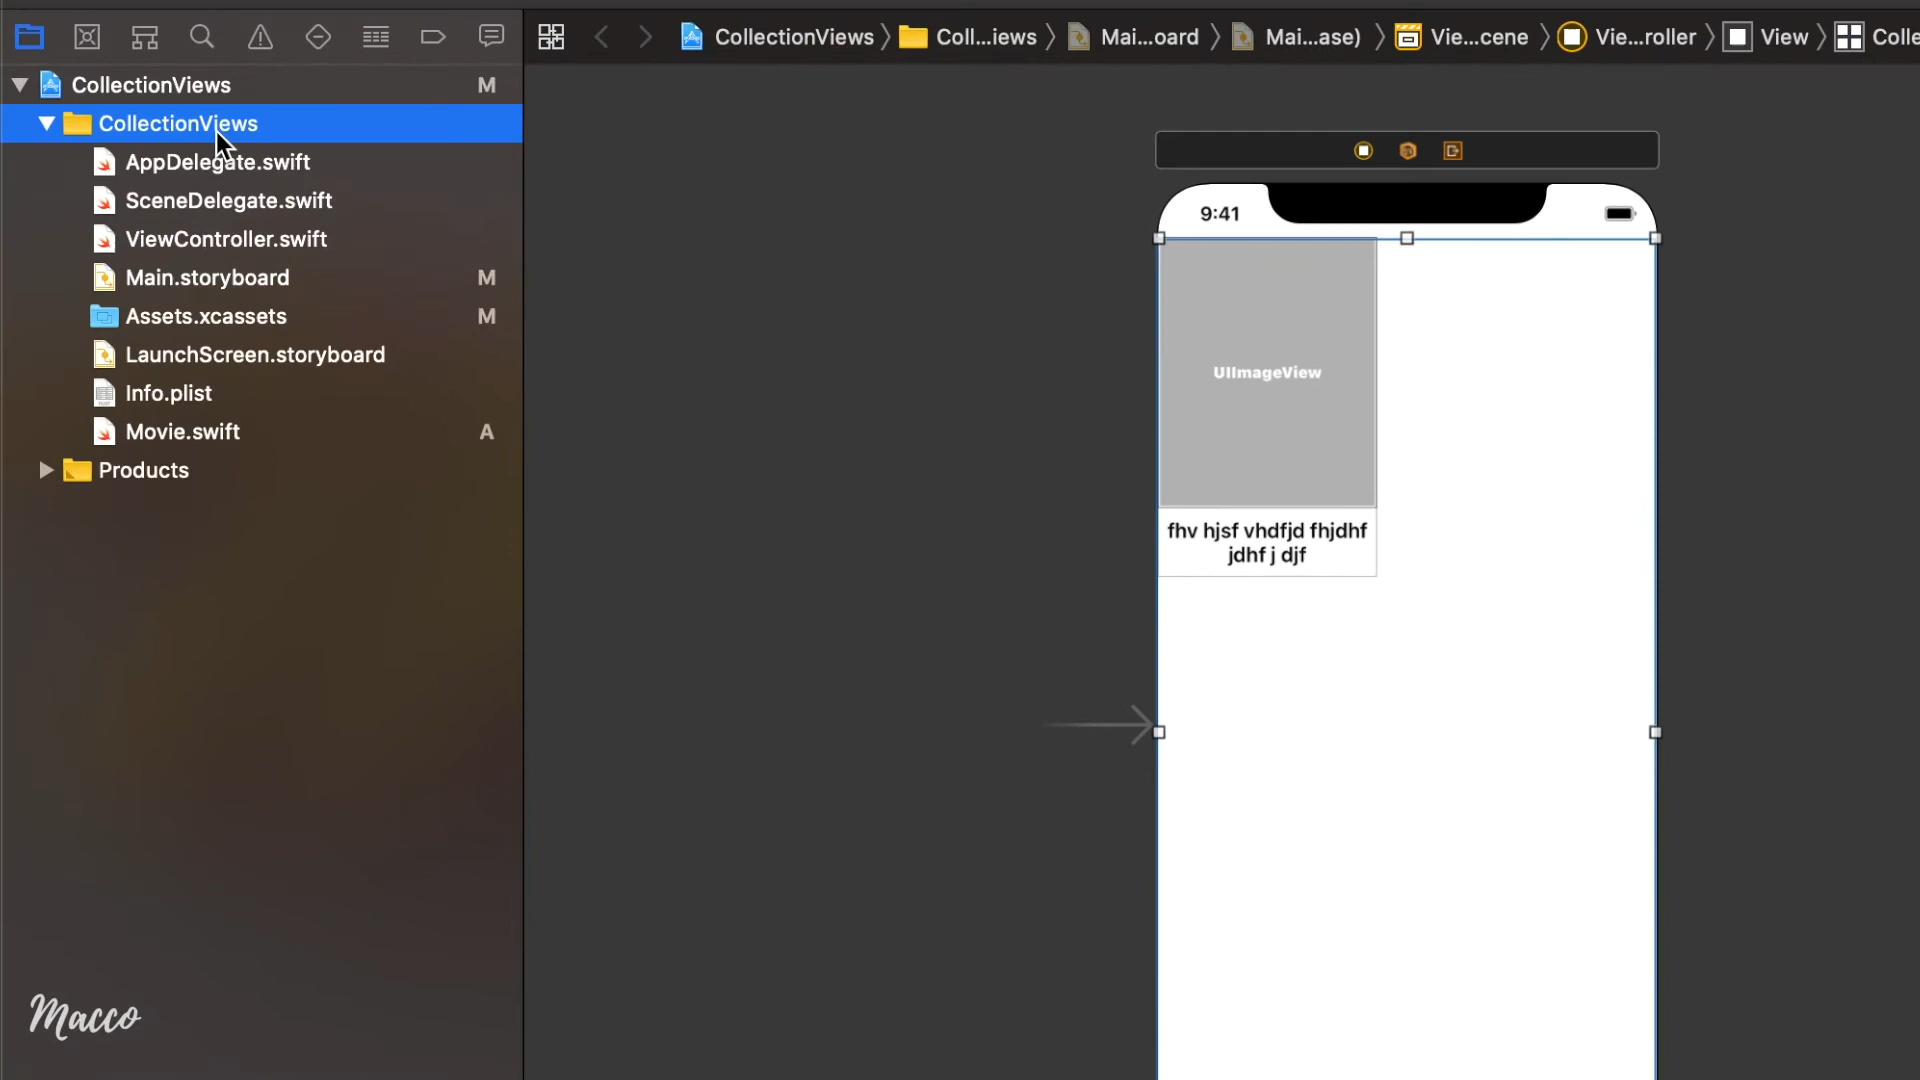 CollectionViews
Coll...iews
Mai...oard
Mai...ase)
Vie...cene
Vie...roller
View
Colle
CollectionViews M
CollectionViews
AppDelegate.swift
SceneDelegate.swift
ViewController.swift
Main.storyboard M
Assets.xcassets M
LaunchScreen.storyboard
Info.plist
Movie.swift A
Products
9:41
UIImageView
fhv hjsf vhdfjd fhjdhf
jdhf j djf
Macco